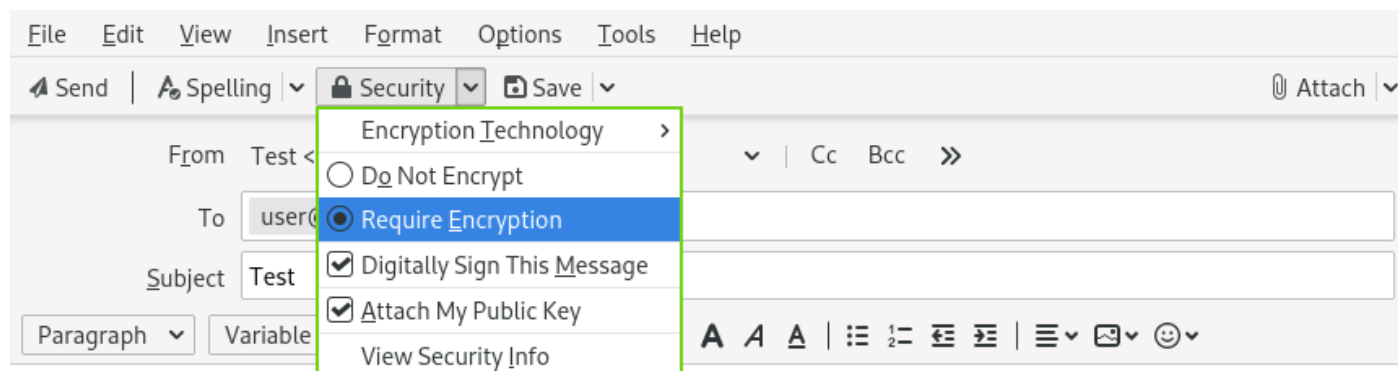 File Edit View Insert Format Options Tools Help
Send Spelling Security Save Attach
Encryption Technology
From Test < Cc Bcc
Do Not Encrypt
To user@
Require Encryption
Digitally Sign This Message
Subject Test
Attach My Public Key
Paragraph Variable A A A
View Security Info